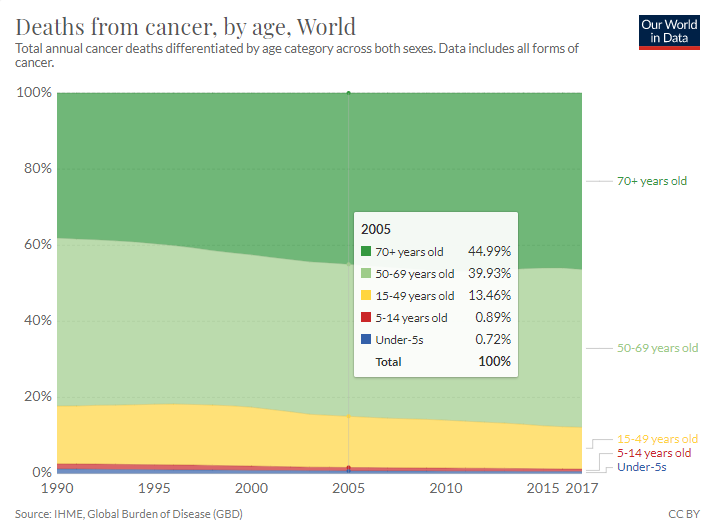 Deaths from cancer, by age, World
Our World
in Data
Total annual cancer deaths differentiated by age category across both sexes. Data includes all forms of
cancer.
100%
80%
70+ years old
60%
2005
70+ years old 44.99%
50-69 years old 39.93%
15-49 years old 13.46%
5-14 years old 0.89%
Under-5s 0.72%
Total 100%
40%
50-69 years old
20%
15-49 years old
5-14 years old
Under-5s
0%
1990 1995 2000 2005 2010 2015 2017
Source: IHME, Global Burden of Disease (GBD)
CC BY